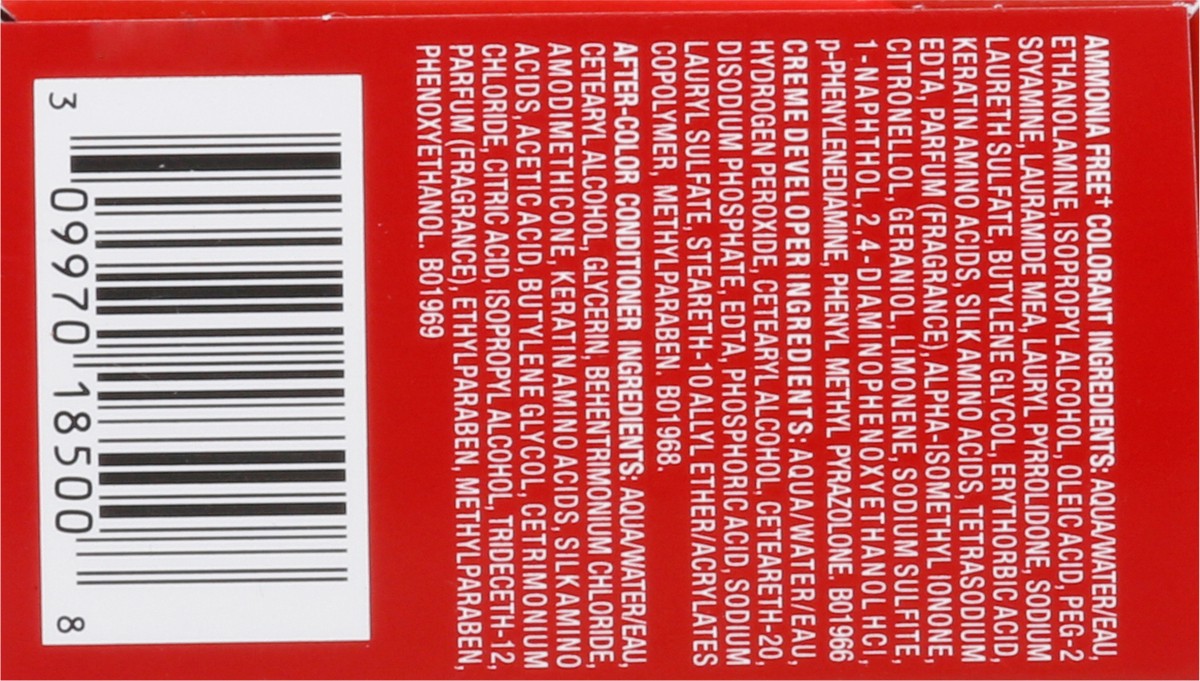 AMMONIA FREE† COLORANT INGREDIENTS: AQUA/WATER/EAU,
ETHANOLAMINE, ISOPROPYL ALCOHOL, OLEIC ACID, PEG-2
SOYAMINE, LAURAMIDE MEA, LAURYL PYRROLIDONE, SODIUM
LAURETH SULFATE, BUTYLENE GLYCOL, ERYTHORBIC ACID,
KERATIN AMINO ACIDS, SILK AMINO ACIDS, TETRASODIUM
EDTA, PARFUM (FRAGRANCE), ALPHA-ISOMETHYL IONONE,
CITRONELLOL, GERANIOL, LIMONENE, SODIUM SULFITE,
1-NAPHTHOL, 2,4-DIAMINOPHENOXYETHANOL HCI,
p-PHENYLENEDIAMINE, PHENYL METHYL PYRAZOLONE. B01966
CREME DEVELOPER INGREDIENTS: AQUA/WATER/EAU,
HYDROGEN PEROXIDE, CETEARYL ALCOHOL, CETEARETH-20,
DISODIUM PHOSPHATE, EDTA, PHOSPHORIC ACID, SODIUM
LAURYL SULFATE, STEARETH-10 ALLYL ETHER/ACRYLATES
COPOLYMER, METHYLPARABEN. B01968.
AFTER-COLOR CONDITIONER INGREDIENTS: AQUA/WATER/EAU,
CETEARYL ALCOHOL, GLYCERIN, BEHENTRIMONIUM CHLORIDE,
AMODIMETHICONE, KERATIN AMINO ACIDS, SILK AMINO
ACIDS, ACETIC ACID, BUTYLENE GLYCOL, CETRIMONIUM
CHLORIDE, CITRIC ACID, ISOPROPYL ALCOHOL, TRIDECETH-12,
PARFUM (FRAGRANCE), ETHYLPARABEN, METHYLPARABEN,
PHENOXYETHANOL. B01969
3 09970 18500 8